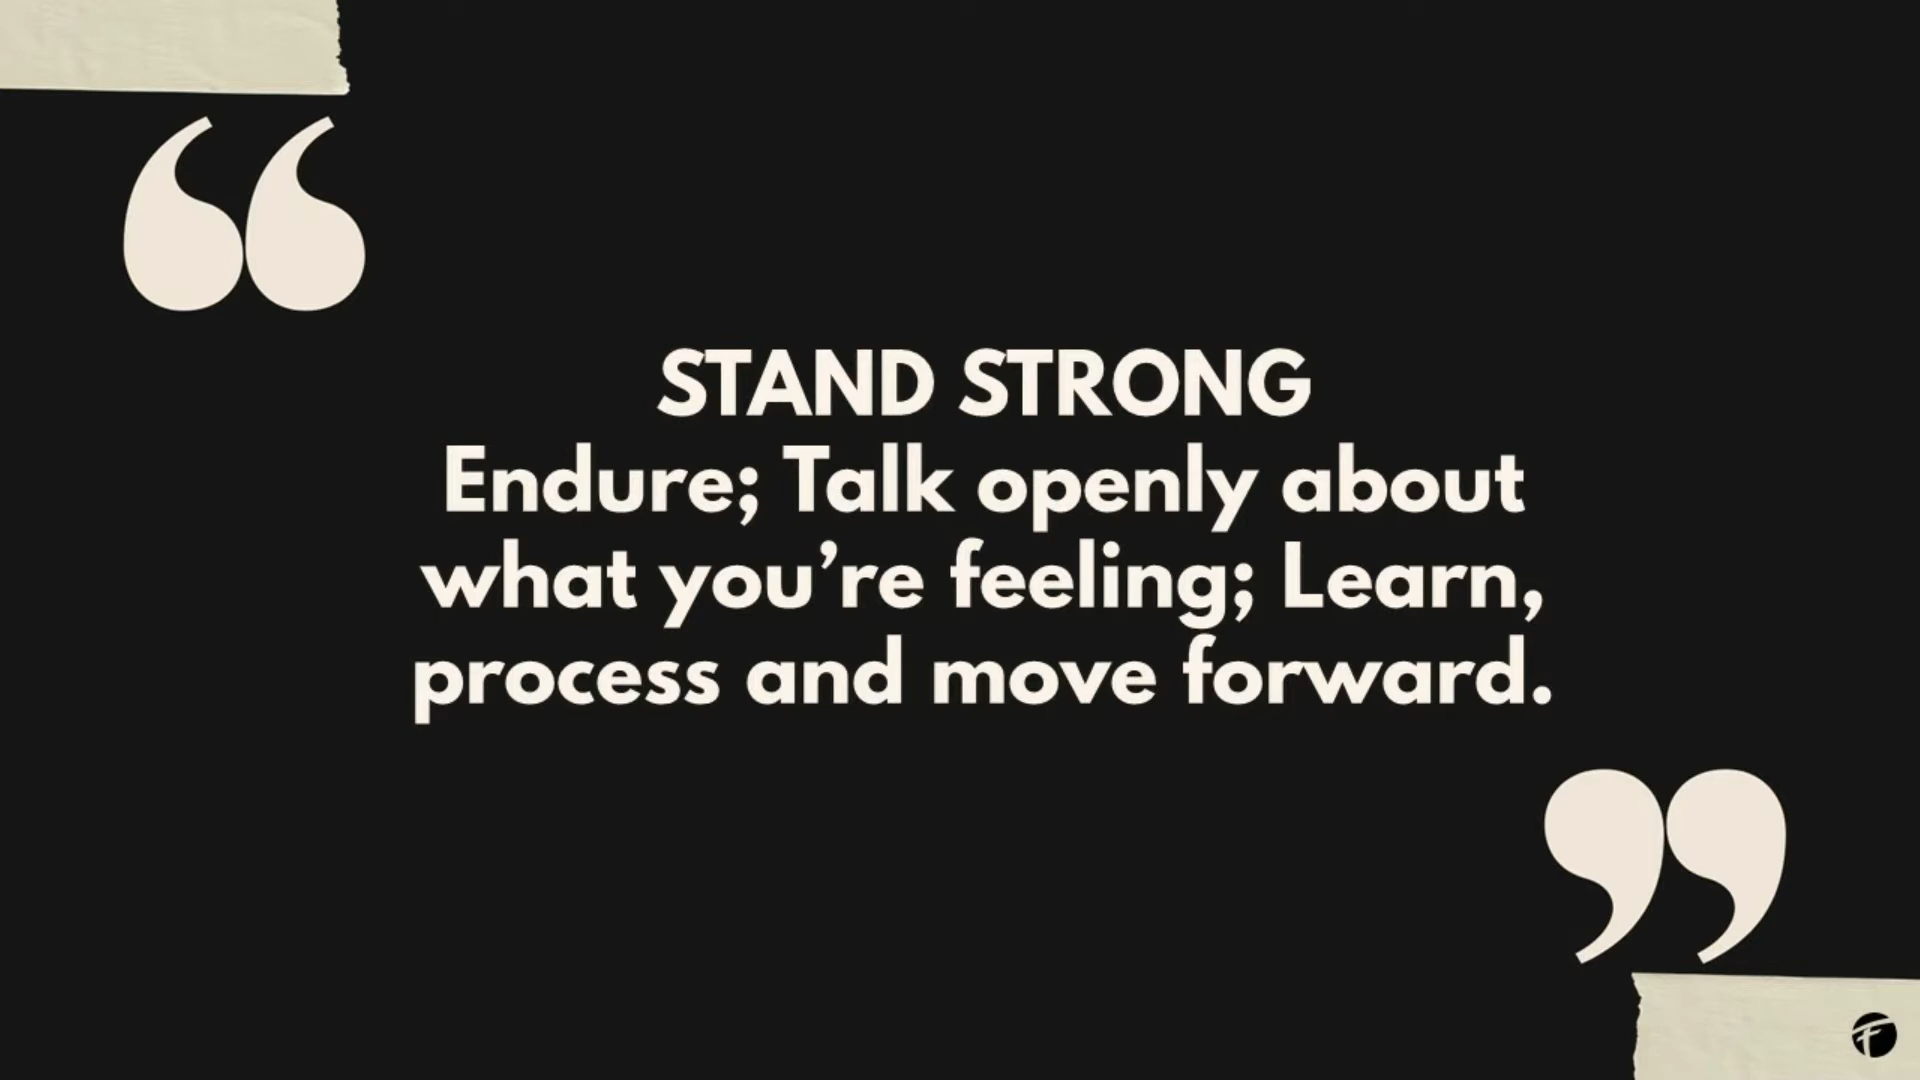 STAND STRONG
Endure; Talk openly about
what you’re feeling; Learn,
process and move forward.